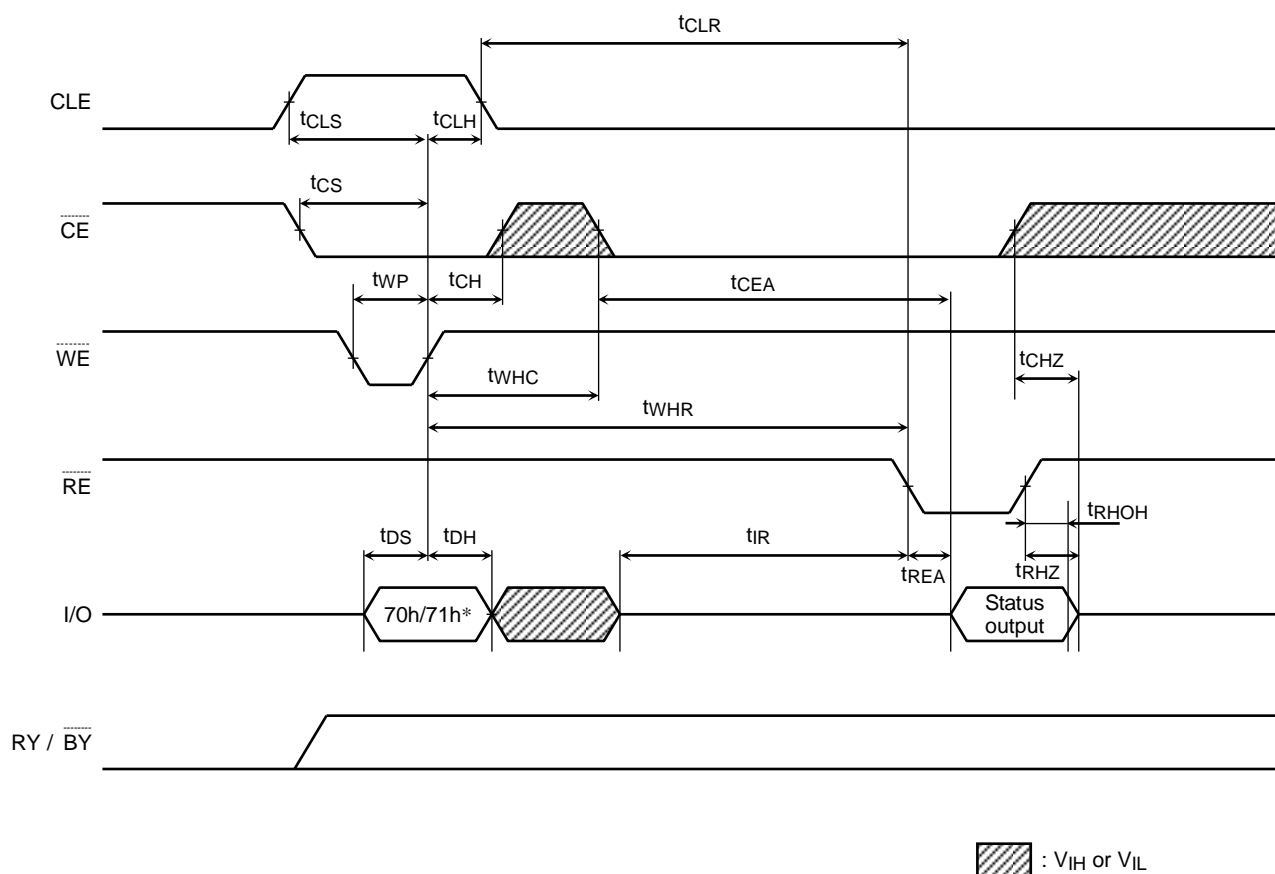 tCLR
CLE
tCLS
tCLH
tCS
CE
tWP
tCH
tCEA
WE
tCHZ
tWHC
tWHR
RE
tRHOH
tDS
tDH
tIR
tREA
tRHZ
I/O
70h/71h*
Status
output
RY / BY
: VIH or VIL